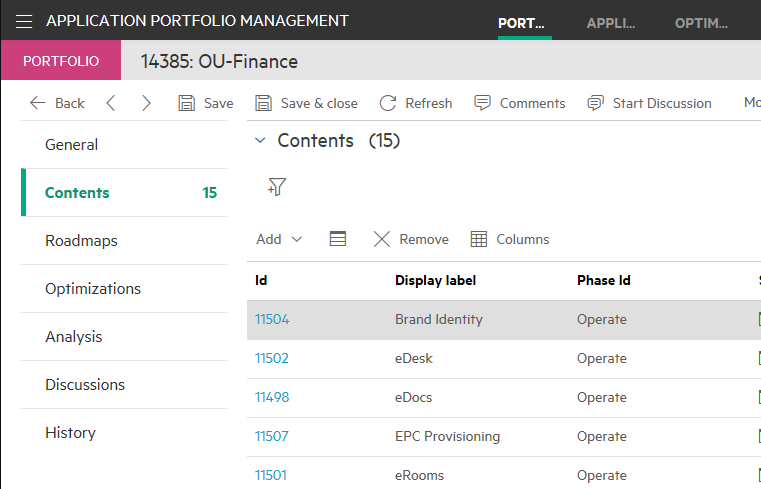 APPLICATION PORTFOLIO MANAGEMENT PORT... APPLI... OPTIM...
PORTFOLIO 14385: OU-Finance
Back Save Save & close Refresh Comments Start Discussion Mo
General
Contents 15
Roadmaps
Optimizations
Analysis
Discussions
History
Contents (15)
Add Remove Columns
Id Display label Phase Id
11504 Brand Identity Operate
11502 eDesk Operate
11498 eDocs Operate
11507 EPC Provisioning Operate
11501 eRooms Operate